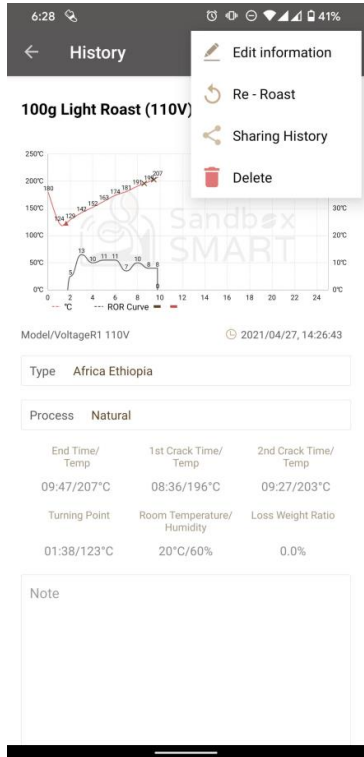 6:28
41%
History
Edit information
Re - Roast
Sharing History
Delete
100g Light Roast (110V)
250°C
200°C
150°C
100°C
50°C
0°C
30°C
20°C
10°C
0°C
180
124
129
142
152
163
174
181
191
207
13
10
11
11
7
10
8
8
5
0
Sandbox
SMART
0 2 4 6 8 10 12 14 16 18 20 22 24
-- °C --- ROR Curve
Model/VoltageR1 110V
2021/04/27, 14:26:43
Type Africa Ethiopia
Process Natural
End Time/
Temp
1st Crack Time/
Temp
2nd Crack Time/
Temp
09:47/207°C
08:36/196°C
09:27/203°C
Turning Point
Room Temperature/
Humidity
Loss Weight Ratio
01:38/123°C
20°C/60%
0.0%
Note